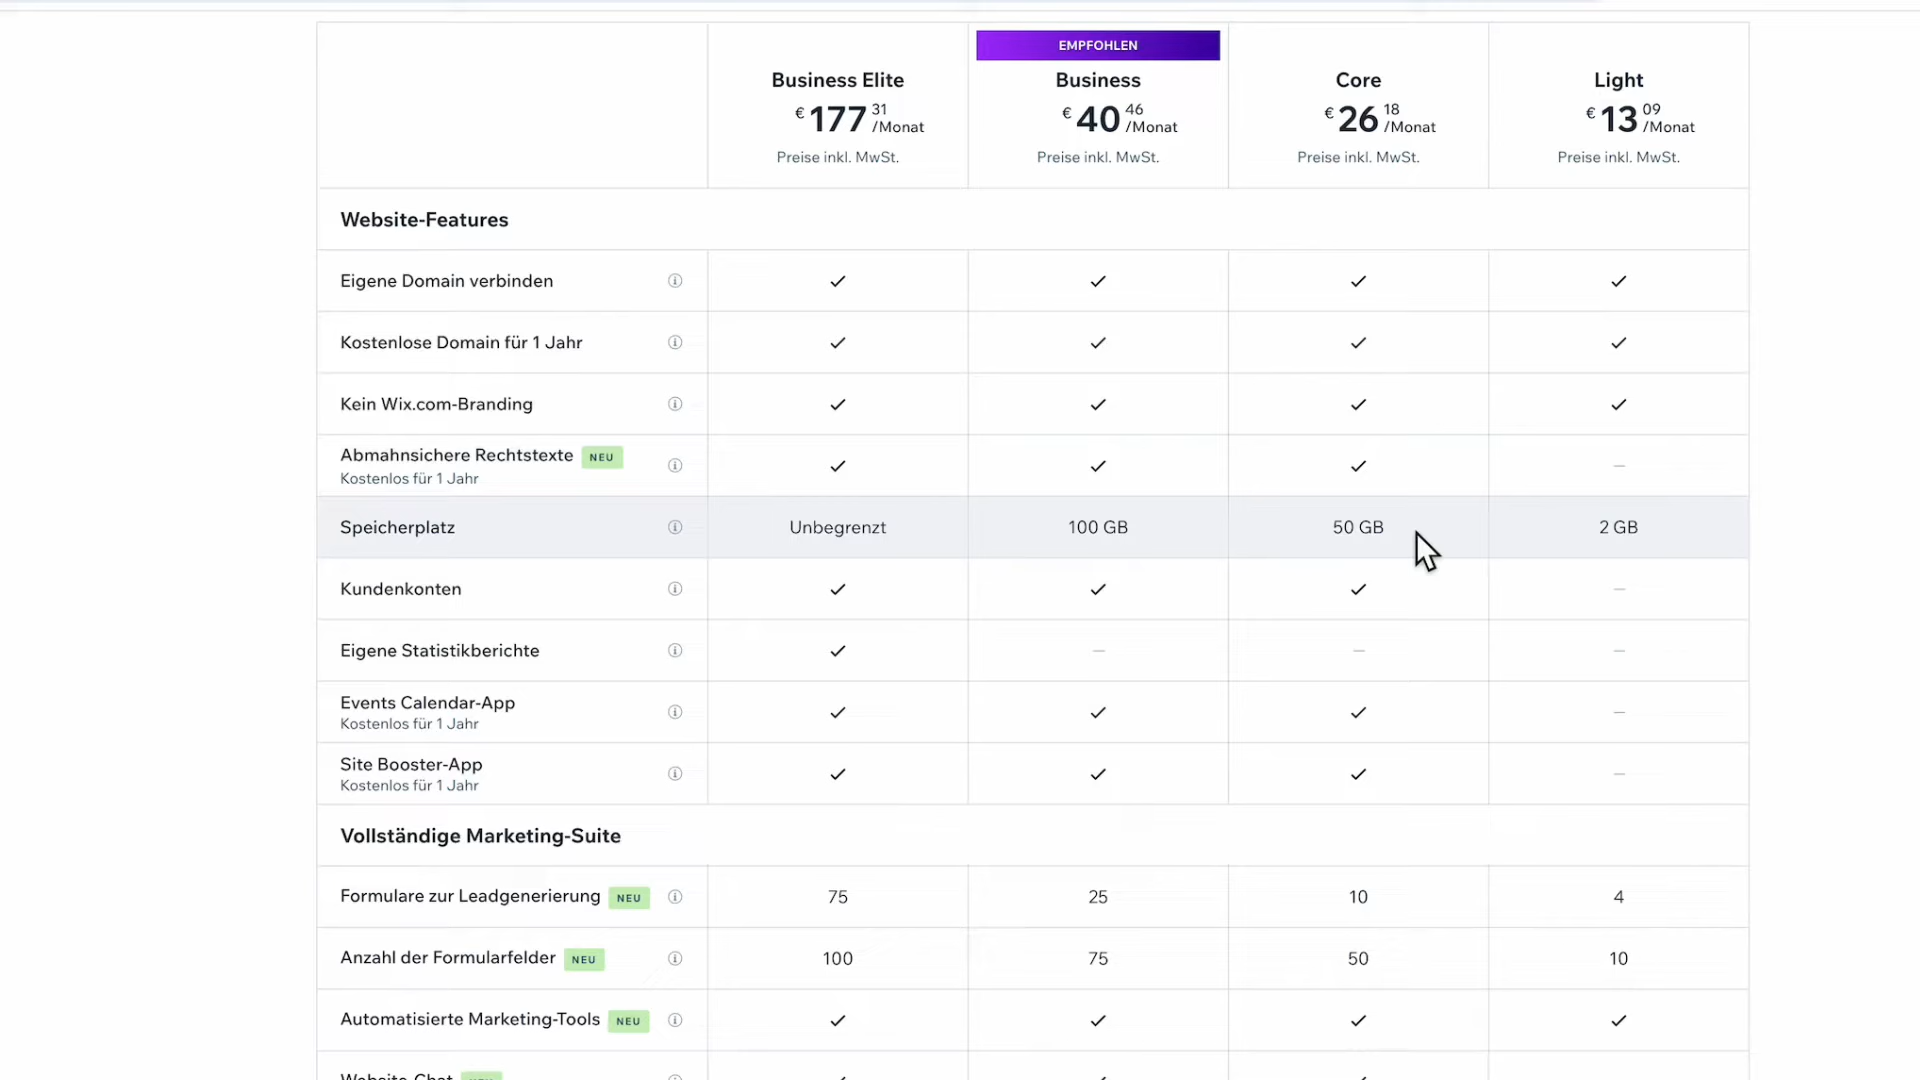 EMPFOHLEN
Business Elite Business Core Light
€ 177 31 /Monat € 40 46 /Monat € 26 18 /Monat € 13 09 /Monat
Preise inkl. MwSt. Preise inkl. MwSt. Preise inkl. MwSt. Preise inkl. MwSt.
Website-Features
Eigene Domain verbinden
Kostenlose Domain für 1 Jahr
Kein Wix.com-Branding
Abmahnsichere Rechtstexte NEU
Kostenlos für 1 Jahr
Speicherplatz Unbegrenzt 100 GB 50 GB 2 GB
Kundenkonten
Eigene Statistikberichte
Events Calendar-App
Kostenlos für 1 Jahr
Site Booster-App
Kostenlos für 1 Jahr
Vollständige Marketing-Suite
Formulare zur Leadgenerierung NEU 75 25 10 4
Anzahl der Formularfelder NEU 100 75 50 10
Automatisierte Marketing-Tools NEU
Website-Chat